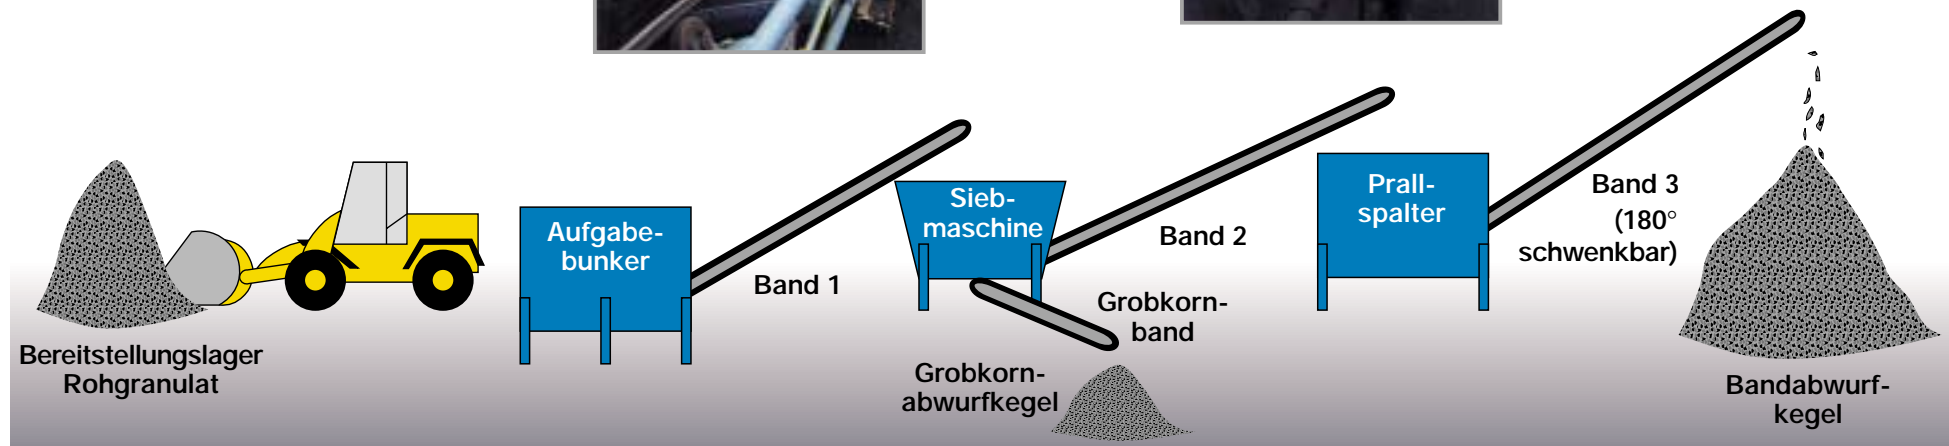 Bereitstellungslager
Rohgranulat
Aufgabe-
bunker
Band 1
Sieb-
maschine
Band 2
Grobkorn-
band
Grobkorn-
abwurfkegel
Prall-
spalter
Band 3
(180°
schwenkbar)
Bandabwurf-
kegel